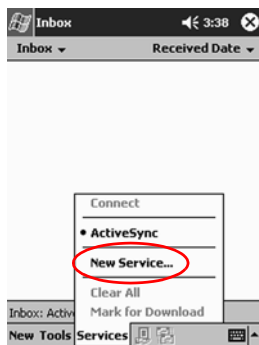 Inbox 3:38
Inbox Received Date
Connect
• ActiveSync
New Service...
Clear All
Inbox: Activ Mark for Download
New Tools Services